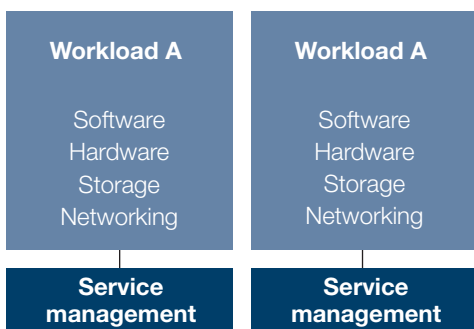 Workload A
Software
Hardware
Storage
Networking
Service
management
Workload A
Software
Hardware
Storage
Networking
Service
management